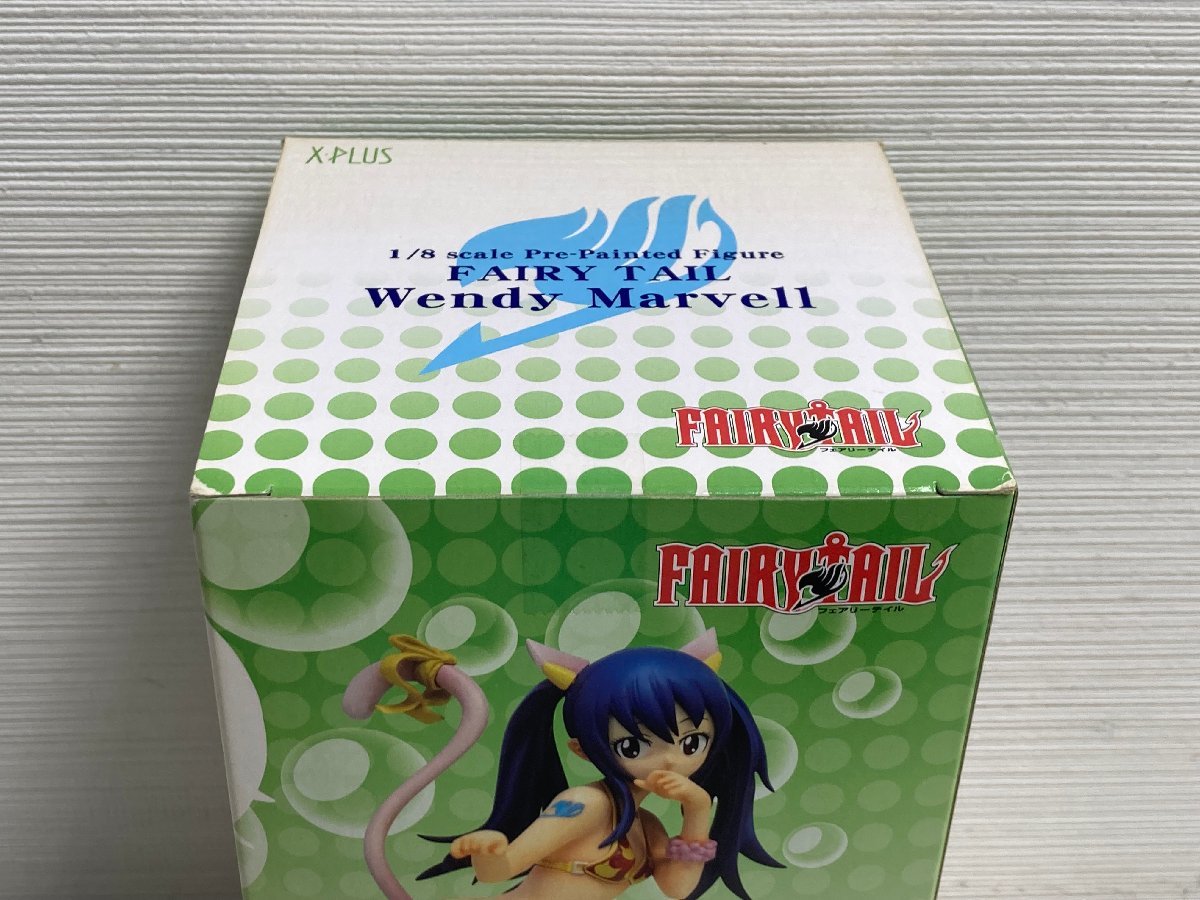 X-PLUS
1/8 scale Pre-Painted Figure
FAIRY TAIL
Wendy Marvell
FAIRY TAIL
フェアリーテイル
FAIRY TAIL
フェアリーテイル